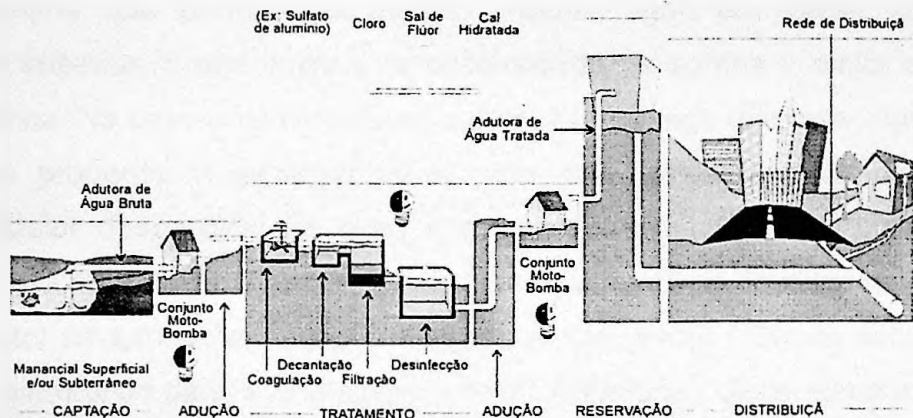 (Ex: Sulfato
de alumínio)
Cloro
Sal de
Flúor
Cal
Hidratada
Rede de Distribuiçã
Adutora de
Água Tratada
Adutora de
Água Bruta
Conjunto
Moto-
Bomba
Conjunto
Moto-
Bomba
Decantação
Desinfecção
Coagulação
Filtração
Manancial Superficial
e/ou Subterrâneo
CAPTAÇÃO
ADUÇÃO
TRATAMENTO
ADUÇÃO
RESERVAÇÃO
DISTRIBUIÇÃ